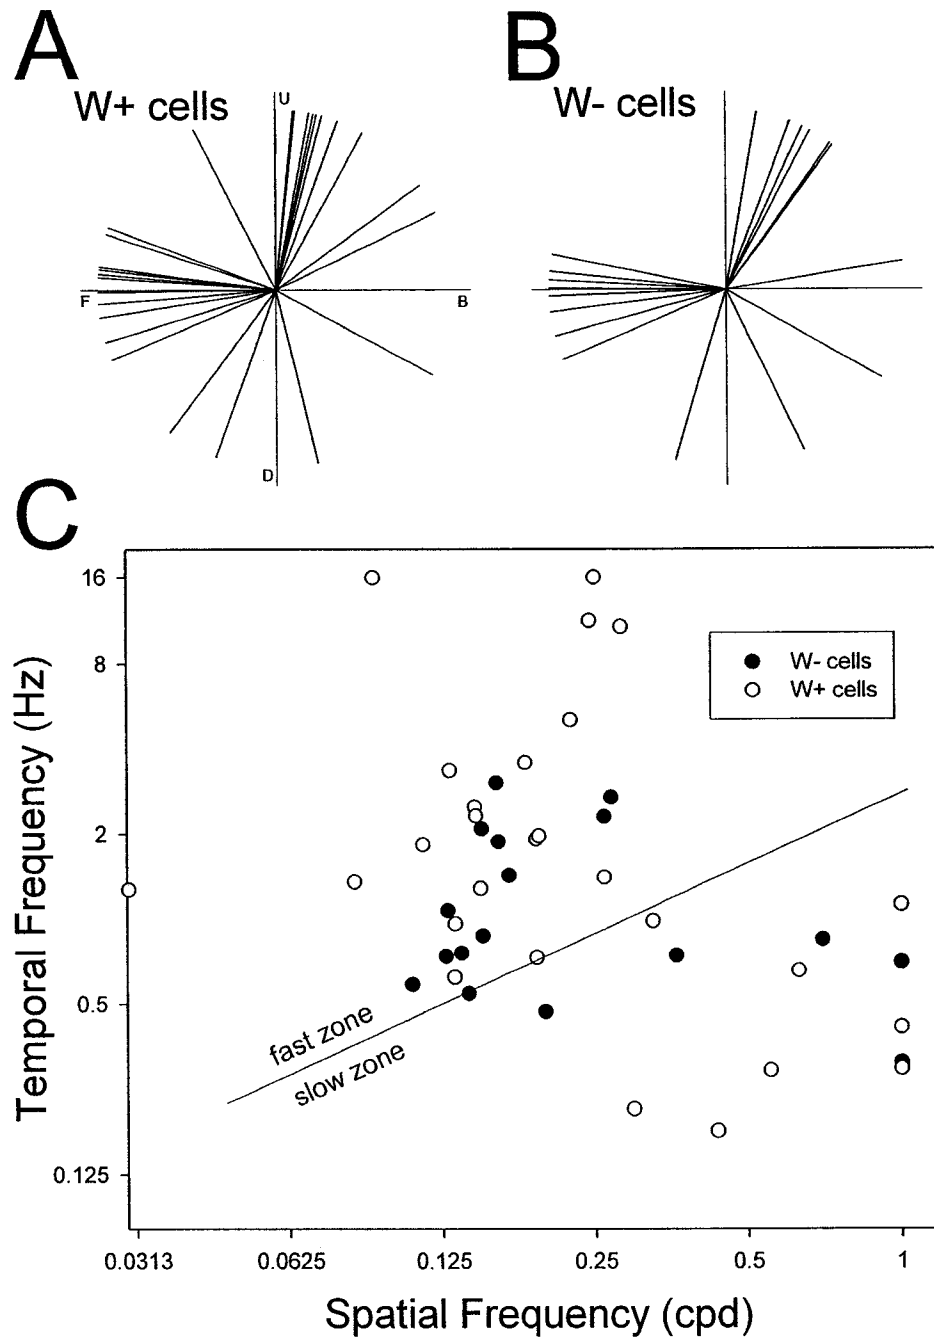 A
B
W+ cells
W- cells
U
F
B
D
C
16
8
2
0.5
0.125
Temporal Frequency (Hz)
W- cells
W+ cells
fast zone
slow zone
0.0313
0.0625
0.125
0.25
0.5
1
Spatial Frequency (cpd)